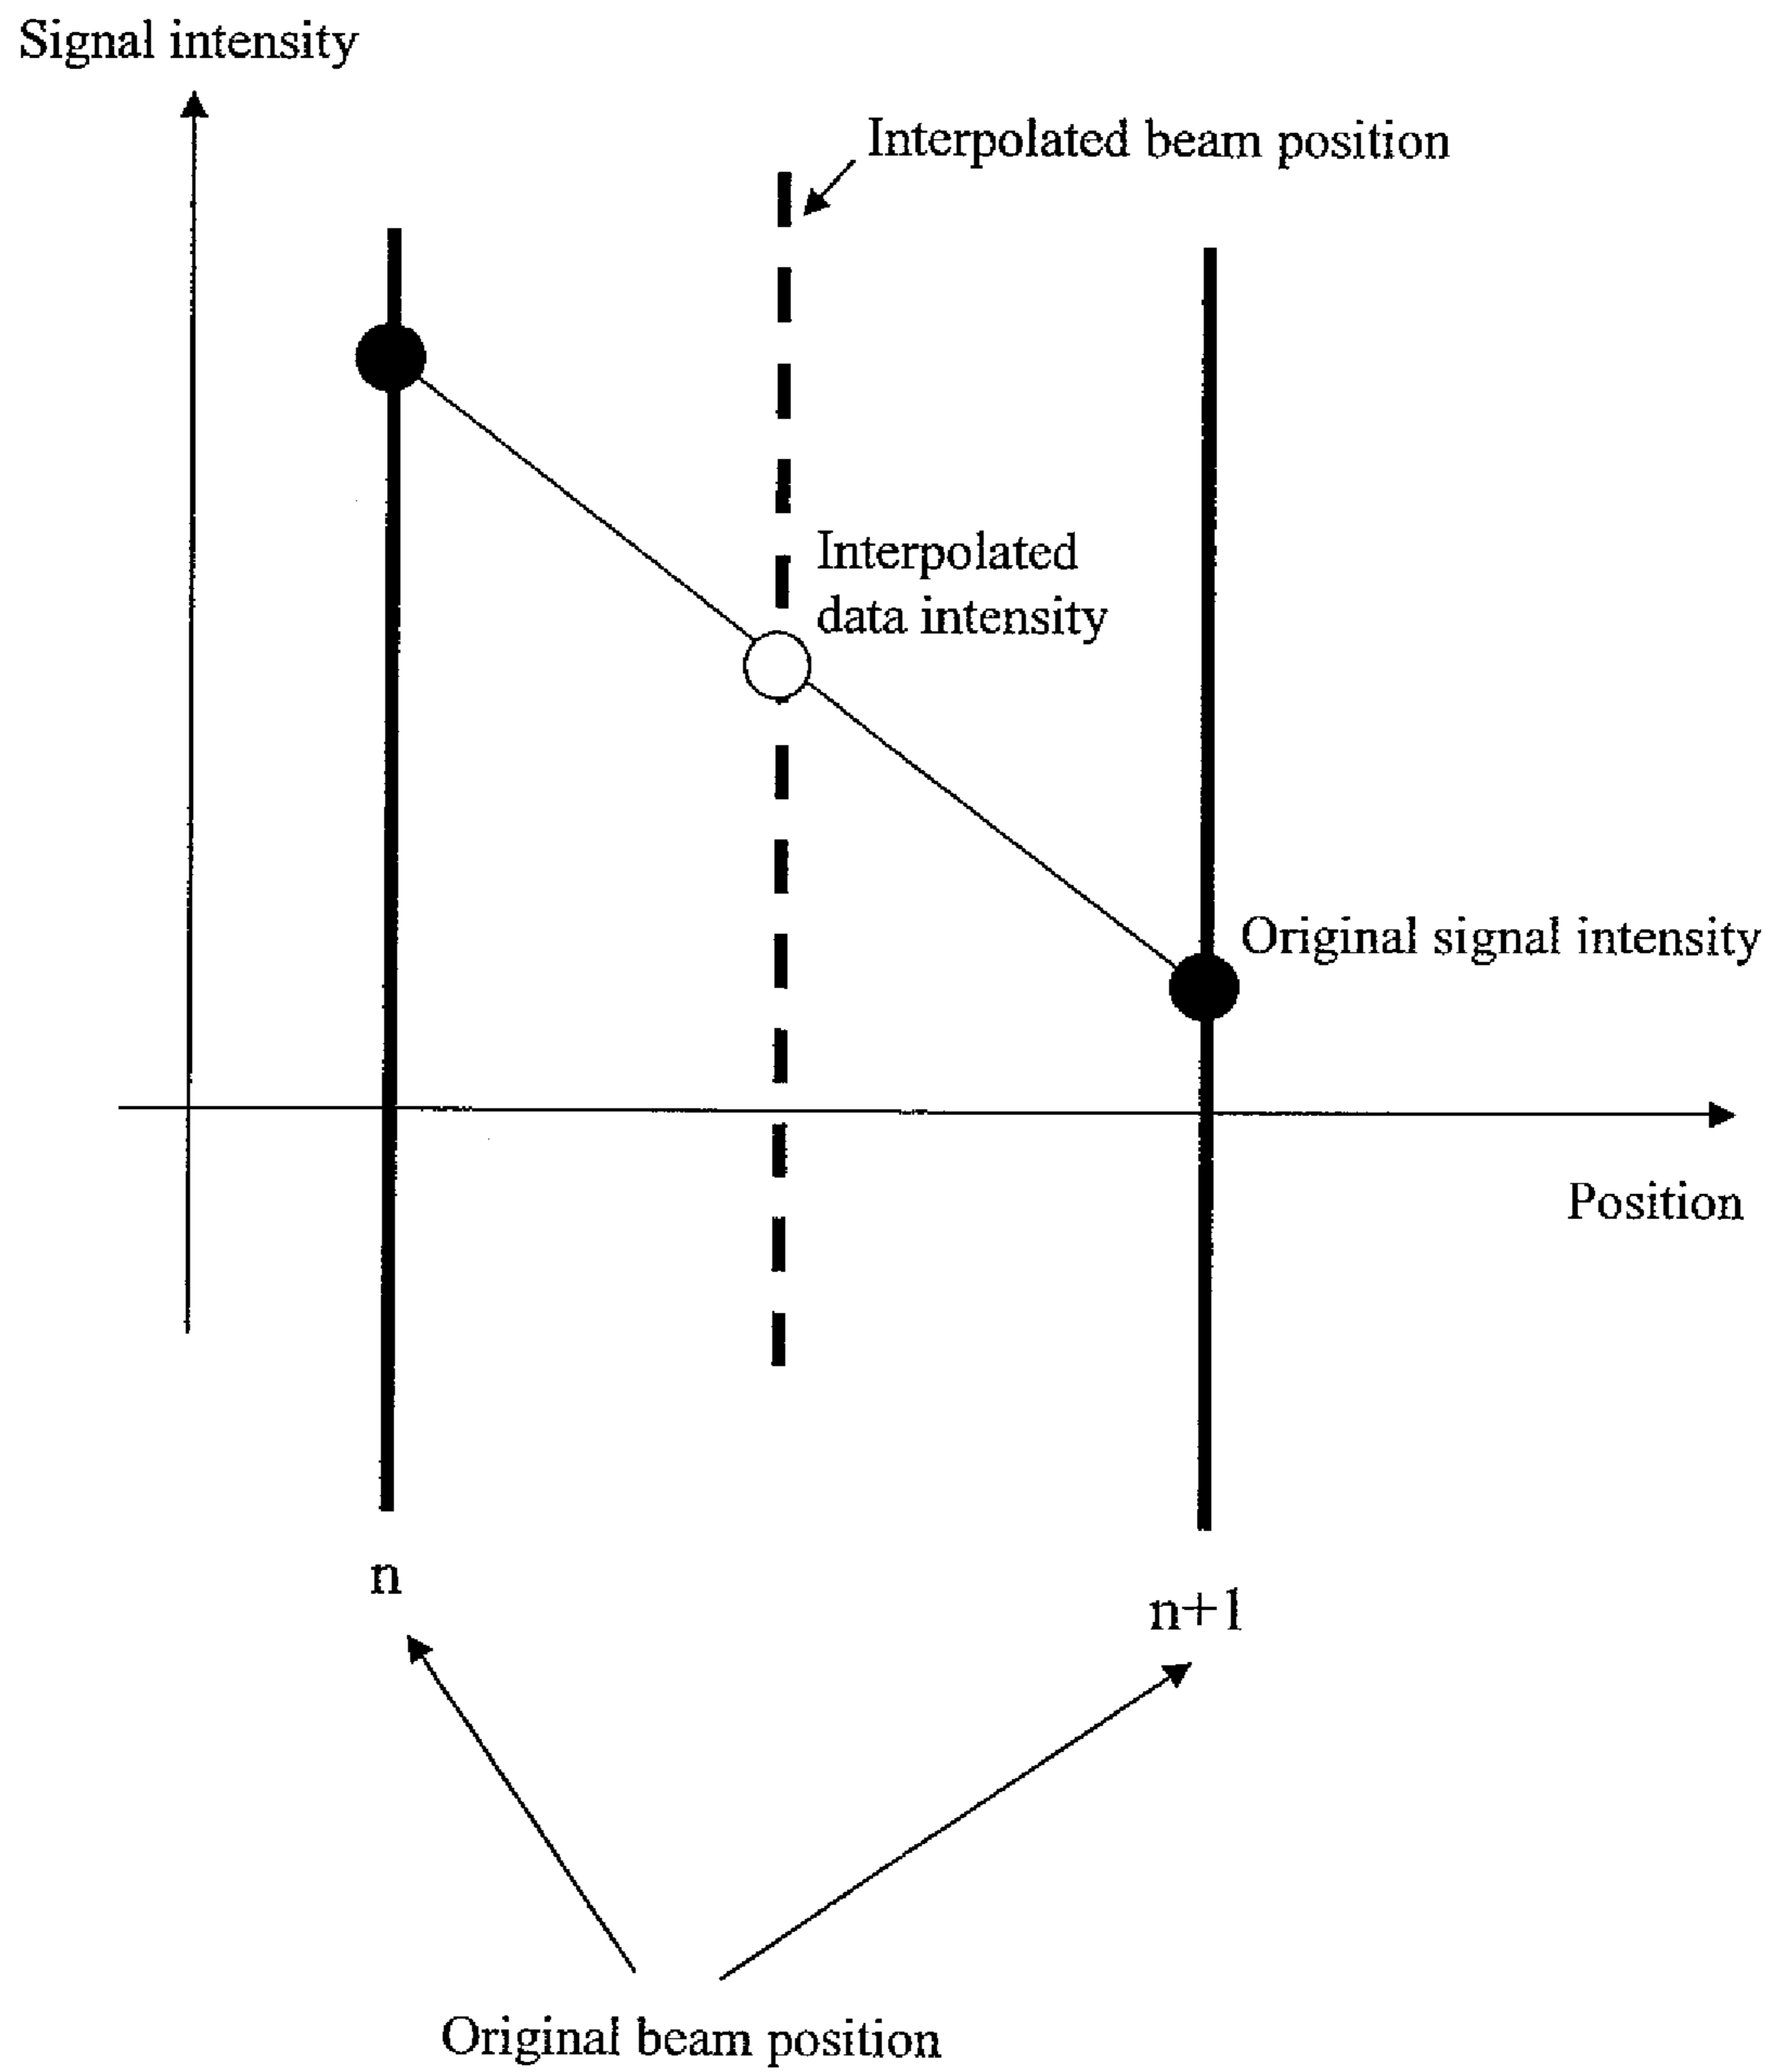 Signal intensity
Interpolated beam position
Interpolated
data intensity
Original signal intensity
Position
n
n+1
Original beam position